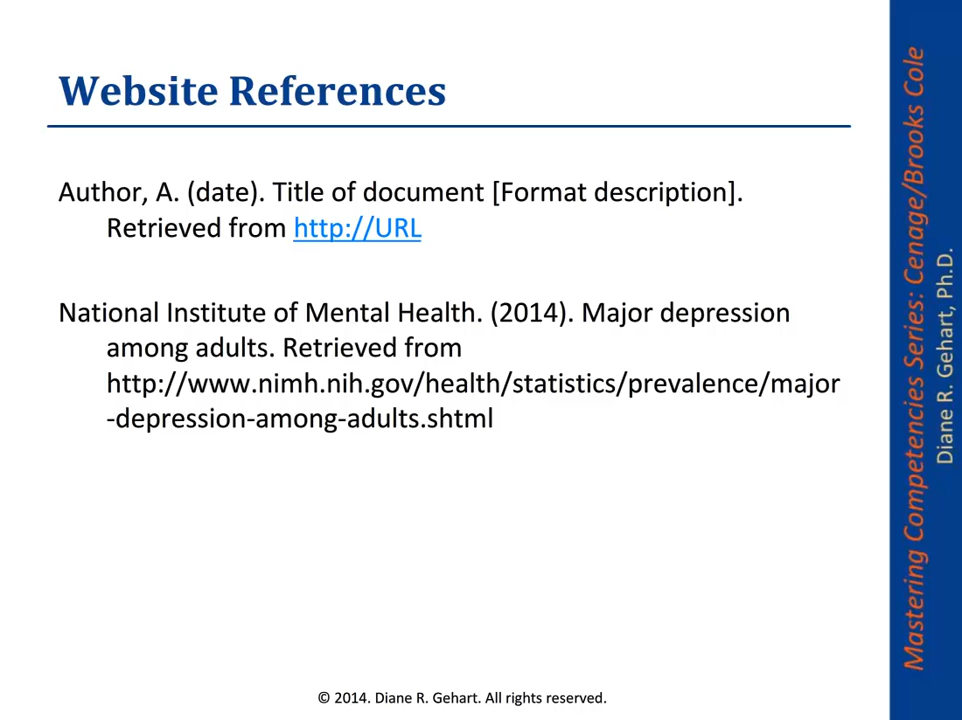 Website References
Author, A. (date). Title of document [Format description].
Retrieved from http://URL
National Institute of Mental Health. (2014). Major depression
among adults. Retrieved from
http://www.nimh.nih.gov/health/statistics/prevalence/major
-depression-among-adults.shtml
© 2014. Diane R. Gehart. All rights reserved.
Mastering Competencies Series: Cenage/Brooks Cole
Diane R. Gehart, Ph.D.